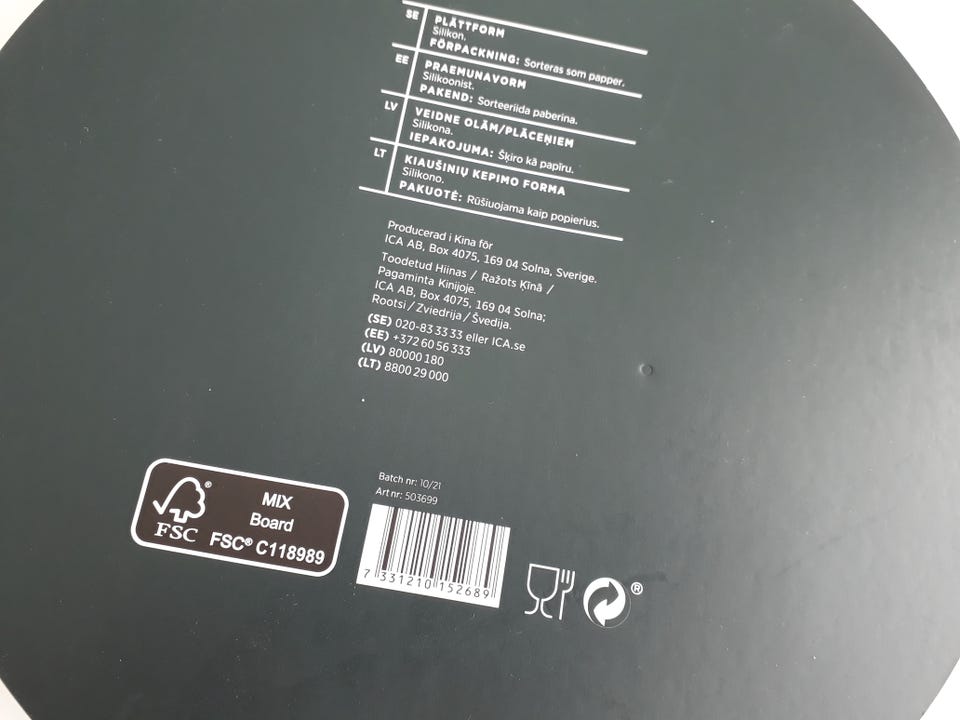 SE
PLÄTTFORM
Silikon.
FÖRPACKNING: Sorteras som papper.
EE
PRAEMUNAVORM
Silikoonist.
PAKEND: Sorteeriida paberina.
LV
VEIDNE OLĀM/PLĀCEŅIEM
Silikona.
IEPAKOJUMA: Šķiro kā papīru.
LT
KIAUŠINIŲ KEPIMO FORMA
Silikono.
PAKUOTĖ: Rūšiuojama kaip popierius.
Producerad i Kina för
ICA AB, Box 4075, 169 04 Solna, Sverige.
Toodetud Hiinas / Ražots Ķīnā /
Pagaminta Kinijoje.
ICA AB, Box 4075, 169 04 Solna;
Rootsi / Zviedrija / Švedija.
(SE) 020-83 33 33 eller ICA.se
(EE) +372 60 56 333
(LV) 80000 180
(LT) 8800 29 000
Batch nr: 10/21
Art nr: 503699
MIX
Board
FSC® C118989
FSC ®
7 331210 152689
®